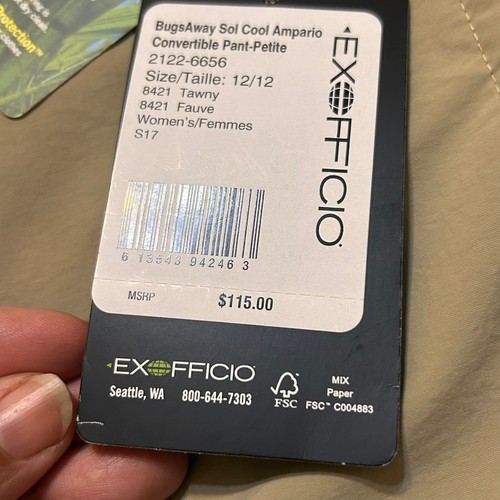 BugsAway Sol Cool Ampario
Convertible Pant-Petite
2122-6656
Size/Taille: 12/12
8421 Tawny
8421 Fauve
Women's/Femmes
S17
EXOFFICIO
6 13543 94246 3
MSRP $115.00
EXOFFICIO
Seattle, WA 800-644-7303
FSC
MIX
Paper
FSC™ C004883
Protection™
clothes